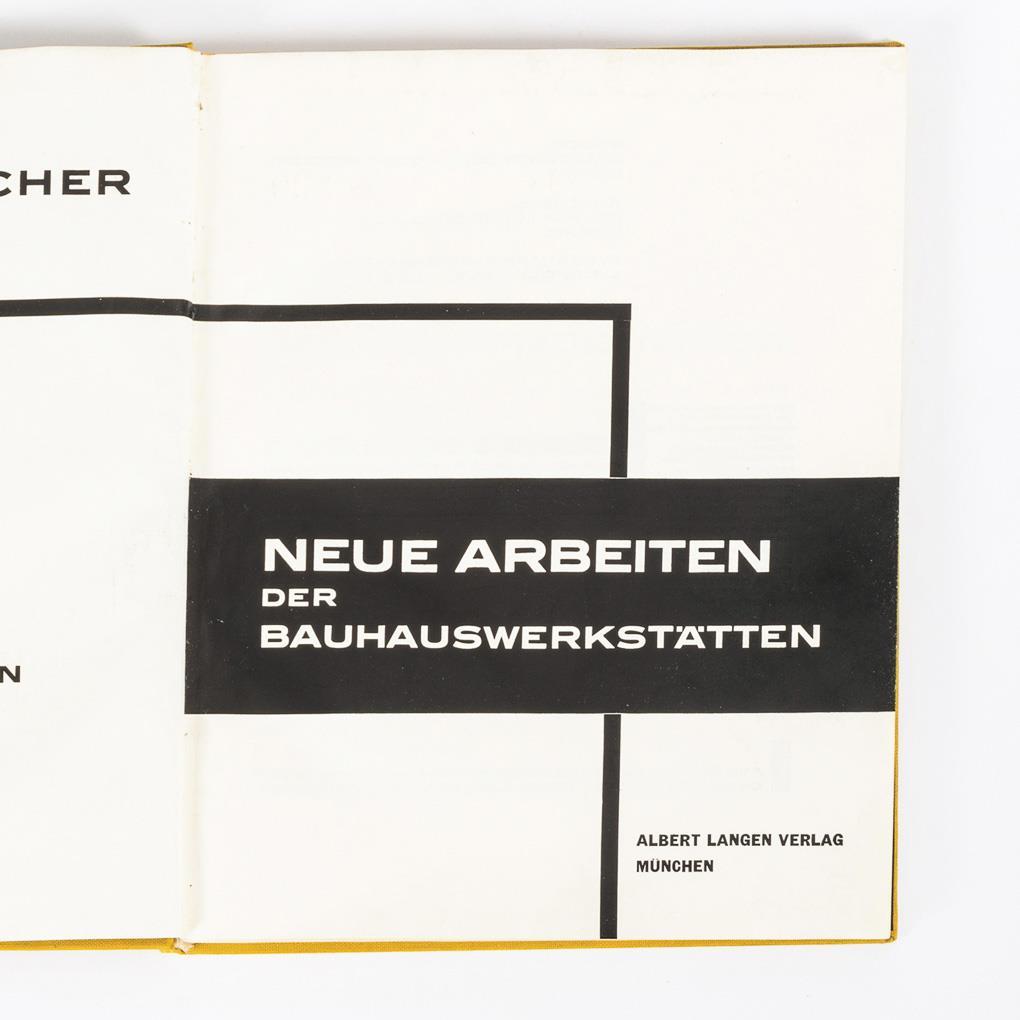 CHER
N
NEUE ARBEITEN
DER
BAUHAUSWERKSTÄTTEN
ALBERT LANGEN VERLAG
MÜNCHEN